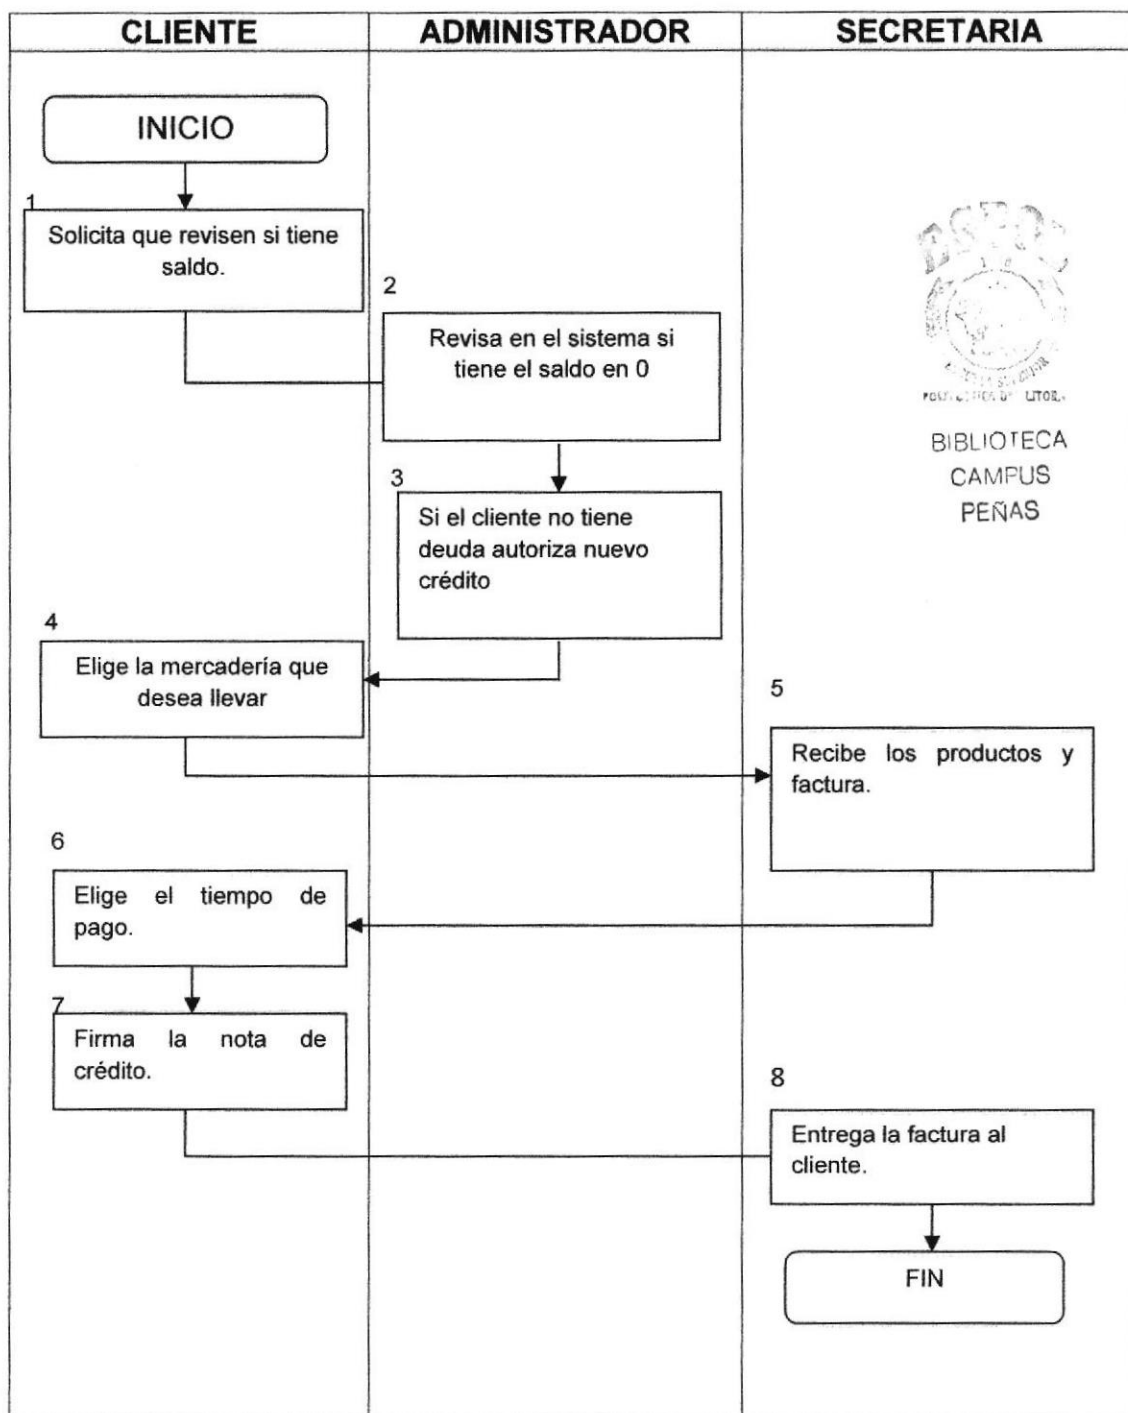 CLIENTE
ADMINISTRADOR
SECRETARIA
INICIO
1
Solicita que revisen si tiene
saldo.
2
Revisa en el sistema si
tiene el saldo en 0
3
Si el cliente no tiene
deuda autoriza nuevo
crédito
BIBLIOTECA
CAMPUS
PEÑAS
4
Elige la mercadería que
desea llevar
5
Recibe los productos y
factura.
6
Elige el tiempo de
pago.
7
Firma la nota de
crédito.
8
Entrega la factura al
cliente.
FIN